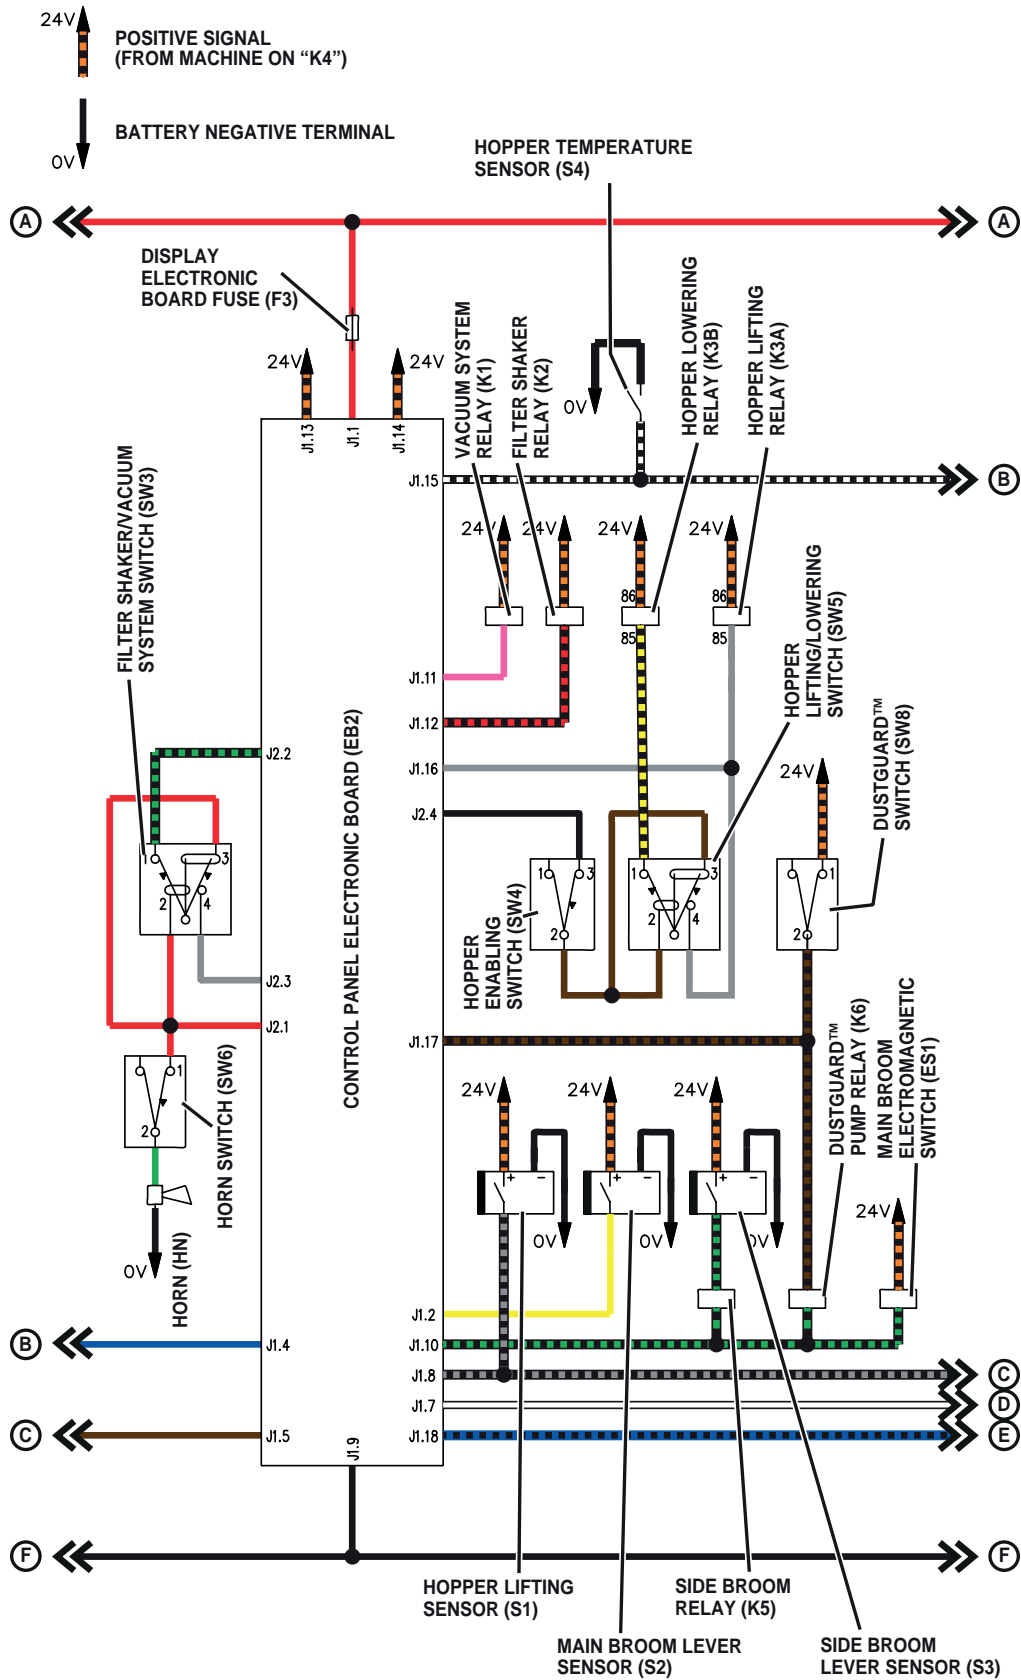 24V
POSITIVE SIGNAL
(FROM MACHINE ON “K4”)
BATTERY NEGATIVE TERMINAL
0V
HOPPER TEMPERATURE
SENSOR (S4)
A
A
DISPLAY
ELECTRONIC
BOARD FUSE (F3)
24V
24V
0V
VACUUM SYSTEM
RELAY (K1)
FILTER SHAKER
RELAY (K2)
HOPPER LOWERING
RELAY (K3B)
HOPPER LIFTING
RELAY (K3A)
J1.13
J1.1
J1.14
J1.15
B
FILTER SHAKER/VACUUM
SYSTEM SWITCH (SW3)
24V
24V
24V
24V
86
86
85
85
HOPPER
LIFTING/LOWERING
SWITCH (SW5)
J1.11
J1.12
CONTROL PANEL ELECTRONIC BOARD (EB2)
J2.2
J1.16
24V
DUSTGUARD™
SWITCH (SW8)
J2.4
1
3
2
4
1
3
2
1
3
2
4
1
2
HOPPER
ENABLING
SWITCH (SW4)
J2.3
J2.1
J1.17
DUSTGUARD™
PUMP RELAY (K6)
MAIN BROOM
ELECTROMAGNETIC
SWITCH (ES1)
1
2
HORN SWITCH (SW6)
24V
24V
24V
+ −
+ −
+ −
24V
0V
0V
0V
0V
HORN (HN)
J1.2
B
J1.4
J1.10
J1.8
C
J1.7
D
C
J1.5
J1.18
E
J1.9
F
F
HOPPER LIFTING
SENSOR (S1)
SIDE BROOM
RELAY (K5)
MAIN BROOM LEVER
SENSOR (S2)
SIDE BROOM
LEVER SENSOR (S3)